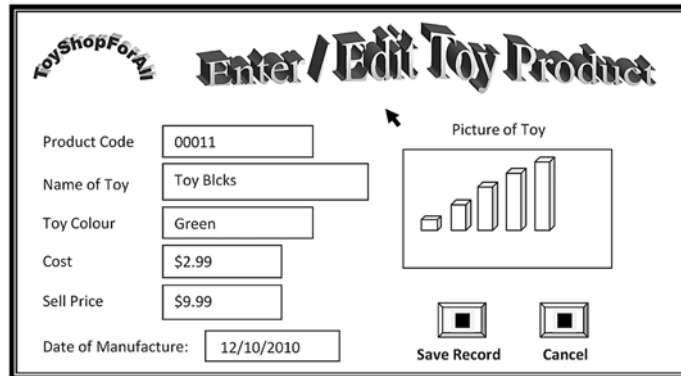 ToyShopForAll
Enter / Edit Toy Product
Picture of Toy
Product Code 00011
Name of Toy Toy Blcks
Toy Colour Green
Cost $2.99
Sell Price $9.99
Date of Manufacture: 12/10/2010
Save Record Cancel